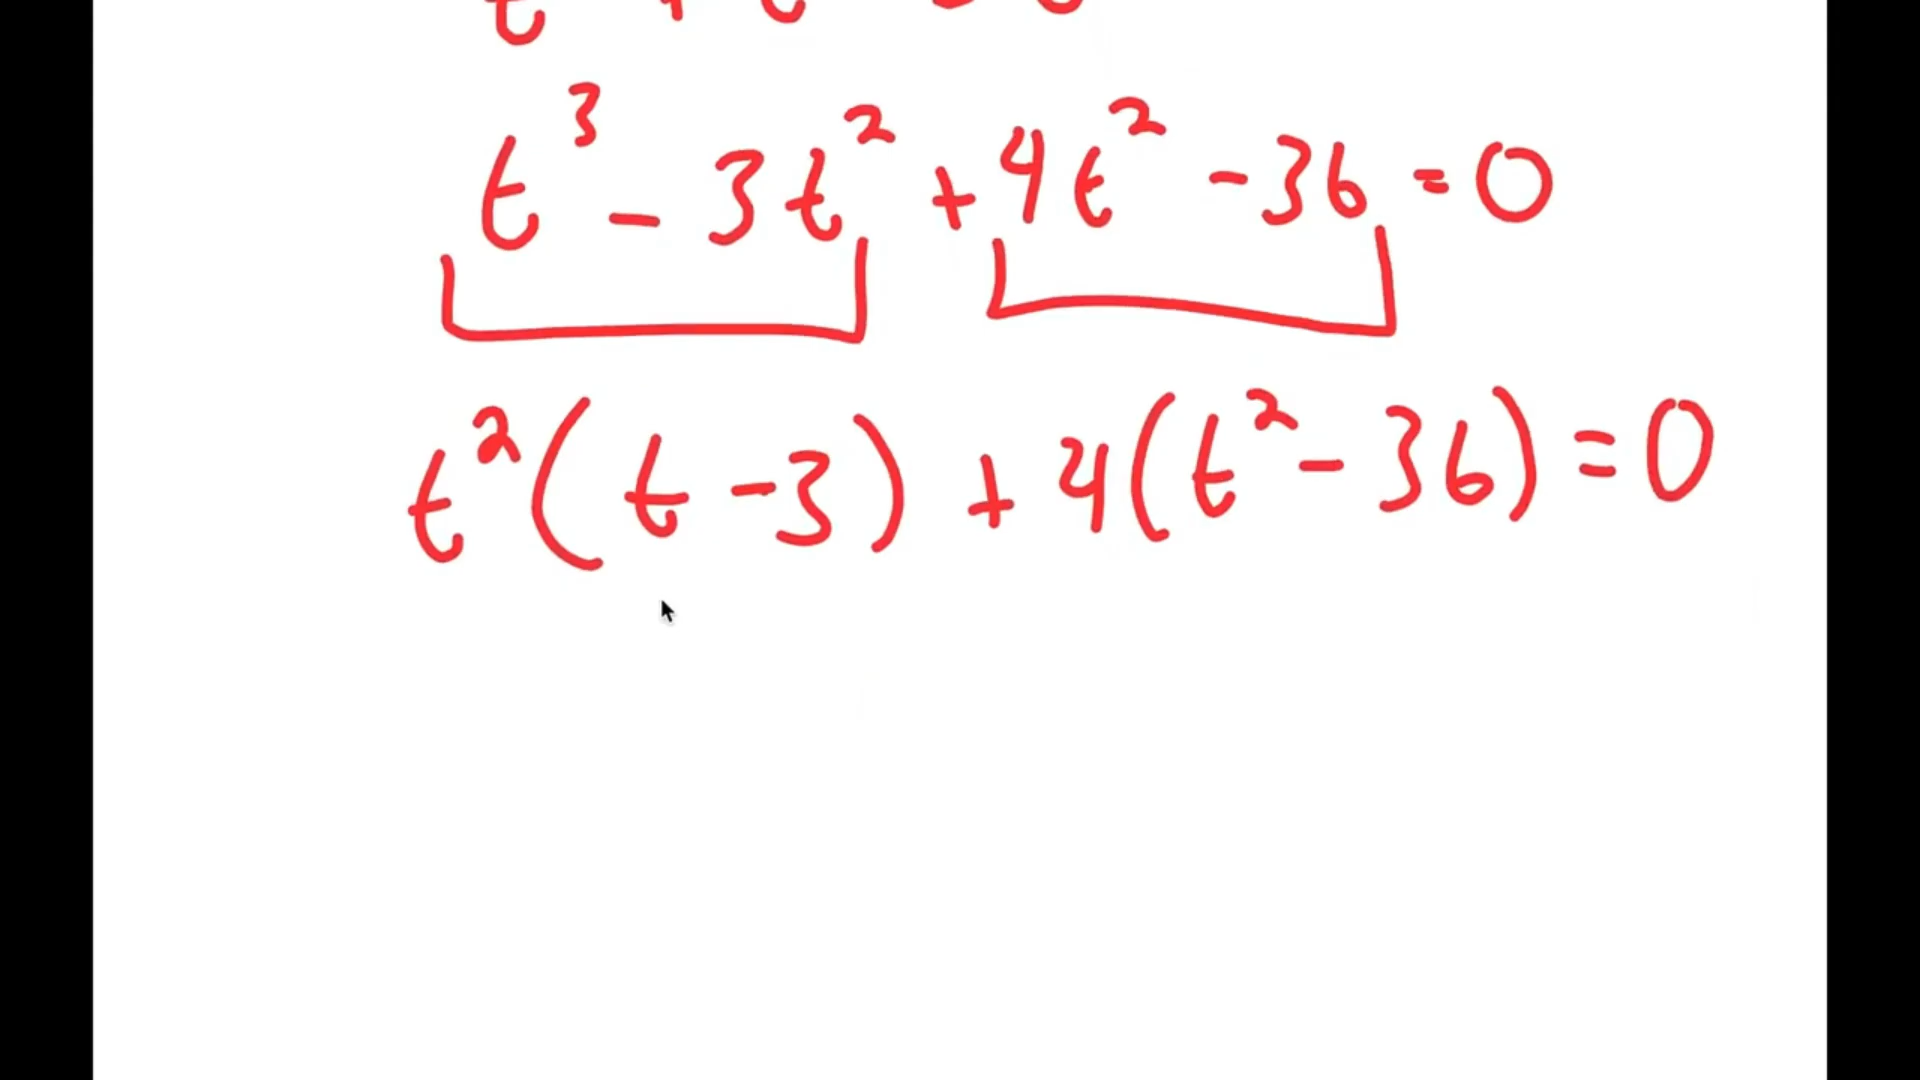 t³ - 3t² + 4t² - 36 = 0
t²(t - 3) + 4(t² - 36) = 0